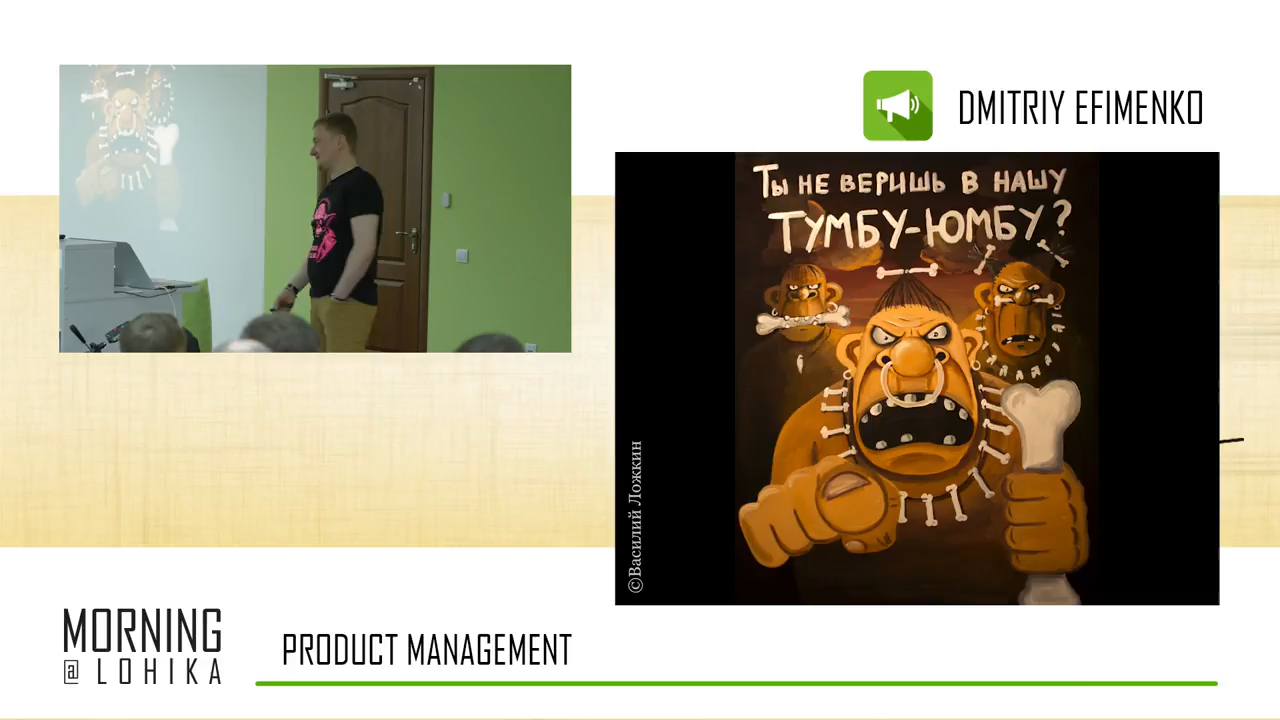 DMITRIY EFIMENKO
Ты не веришь в нашу
Тумбу-Юмбу?
©Василий Ложкин
MORNING
@ LOHIKA
PRODUCT MANAGEMENT